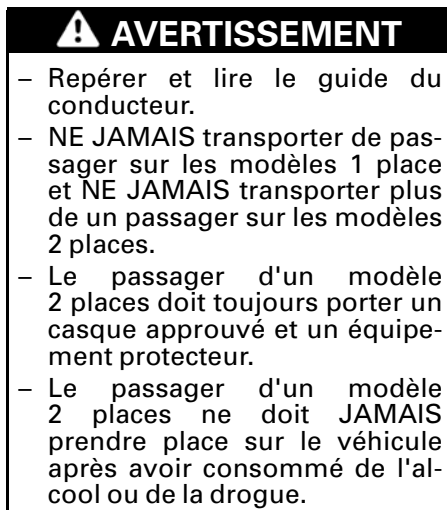 AVERTISSEMENT
– Repérer et lire le guide du
conducteur.
– NE JAMAIS transporter de pas-
sager sur les modèles 1 place
et NE JAMAIS transporter plus
de un passager sur les modèles
2 places.
– Le passager d'un modèle
2 places doit toujours porter un
casque approuvé et un équipe-
ment protecteur.
– Le passager d'un modèle
2 places ne doit JAMAIS
prendre place sur le véhicule
après avoir consommé de l'al-
cool ou de la drogue.